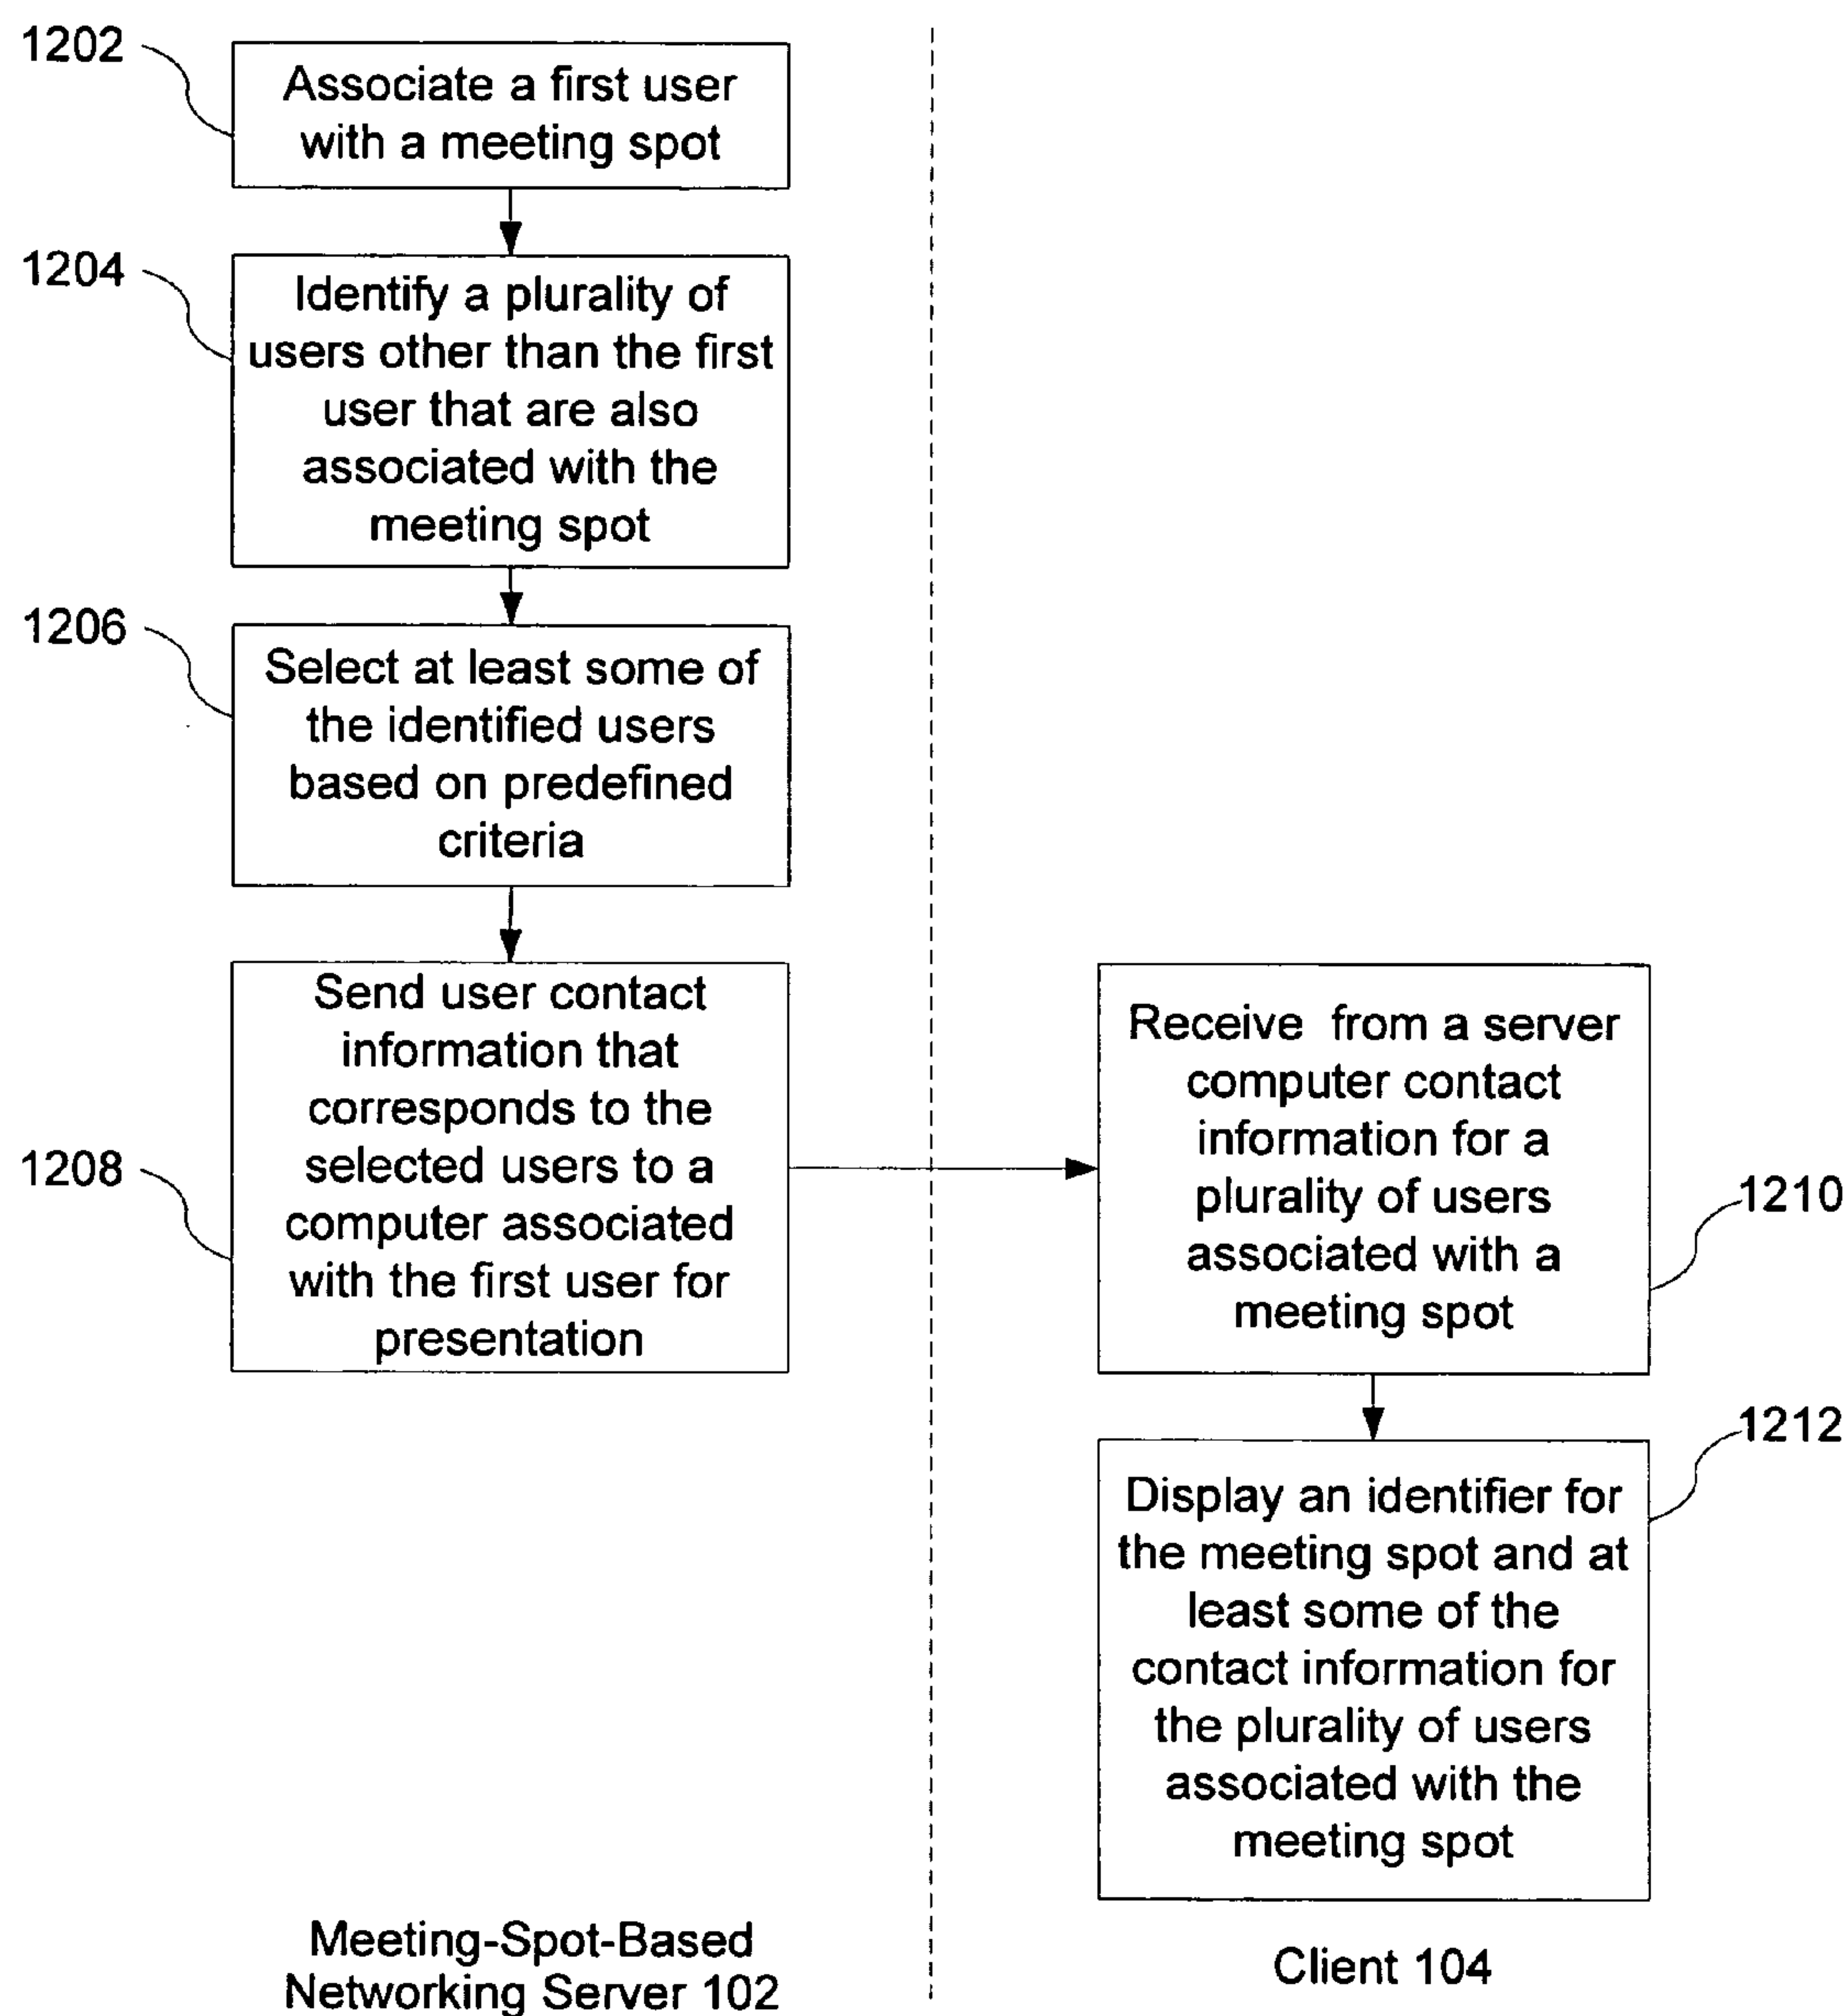 1202
Associate a first user
with a meeting spot
1204
Identify a plurality of
users other than the first
user that are also
associated with the
meeting spot
1206
Select at least some of
the identified users
based on predefined
criteria
1208
Send user contact
information that
corresponds to the
selected users to a
computer associated
with the first user for
presentation
Receive from a server
computer contact
information for a
plurality of users
associated with a
meeting spot
1210
1212
Display an identifier for
the meeting spot and at
least some of the
contact information for
the plurality of users
associated with the
meeting spot
Meeting-Spot-Based
Networking Server 102
Client 104